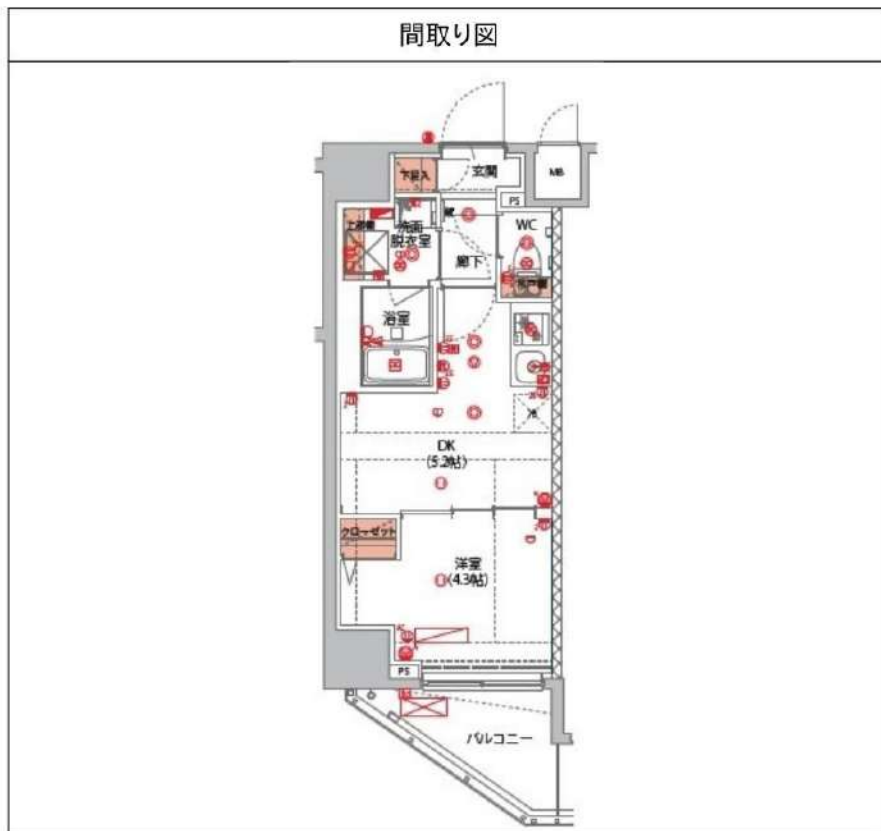 間取り図
玄関
下足入
MB
PS
WC
洗面
脱衣室
上部棚
廊下
吊戸棚
浴室
冷
DK
(5.2帖)
クローゼット
洋室
(4.3帖)
PS
バルコニー